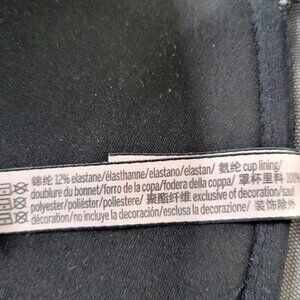 锦纶 12% elastane/élasthanne/elastano/elastan/ 氨纶 cup lining/
doublure du bonnet/forro de la copa/fodera della coppa/ 罩杯里料 100%
polyester/poliéster/poliestere/ 聚酯纤维 exclusive of decoration/sauf
décoration/no incluye la decoración/esclusa la decorazione/ 装饰除外